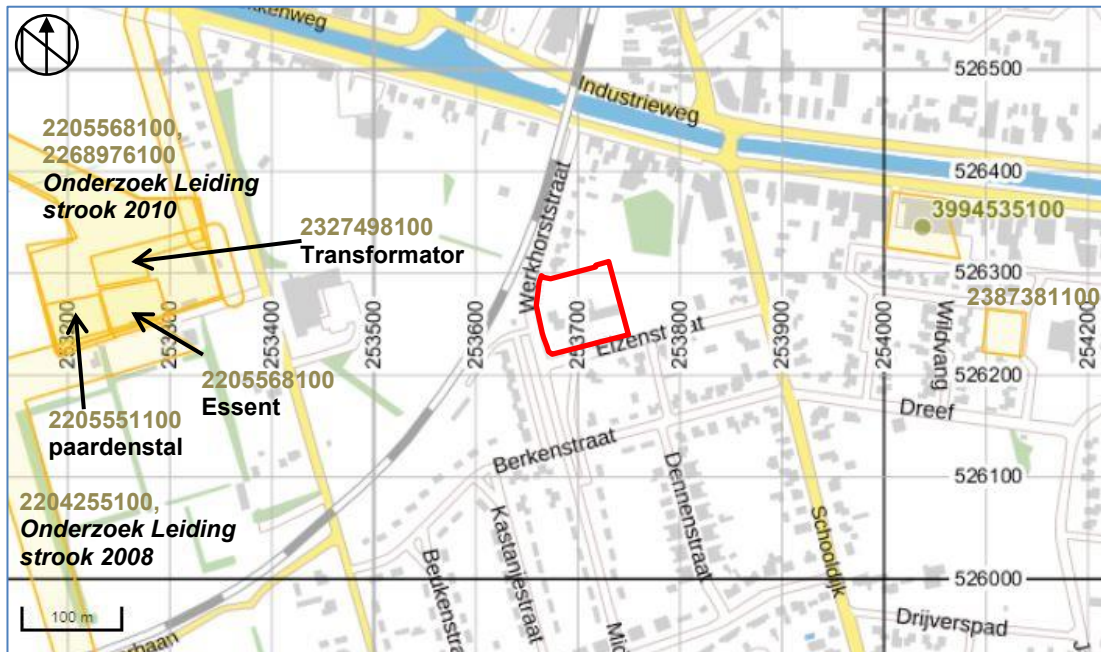 Industrieweg
526500
2205568100,
2268976100
Onderzoek Leiding
strook 2010
2327498100
Transformator
Werkhorststraat
526400
3994535100
526300
2387381100
253300
253400
253500
253600
253700
253800
253900
254000
254200
Wildvang
2205568100
Essent
2205551100
paardenstal
526200
Dreef
Berkenstraat
Dennenstraat
526100
2204255100,
Onderzoek Leiding
strook 2008
Kastanjestraat
Schooldijk
526000
100 m
Drijverspad